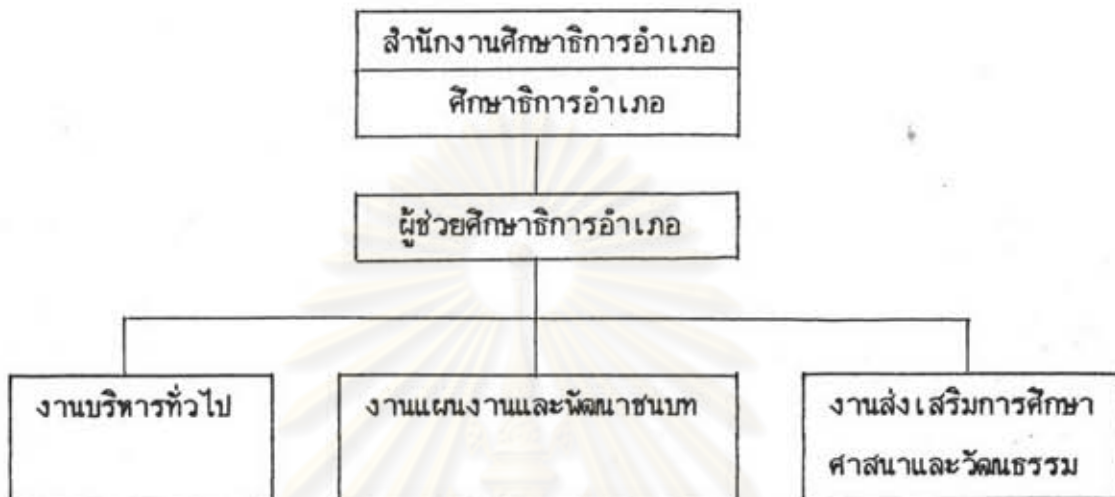 สำนักงานศึกษาธิการอำเภอ
ศึกษาธิการอำเภอ
ผู้ช่วยศึกษาธิการอำเภอ
งานบริหารทั่วไป
งานแผนงานและพัฒนาชนบท
งานส่งเสริมการศึกษา
ศาสนาและวัฒนธรรม